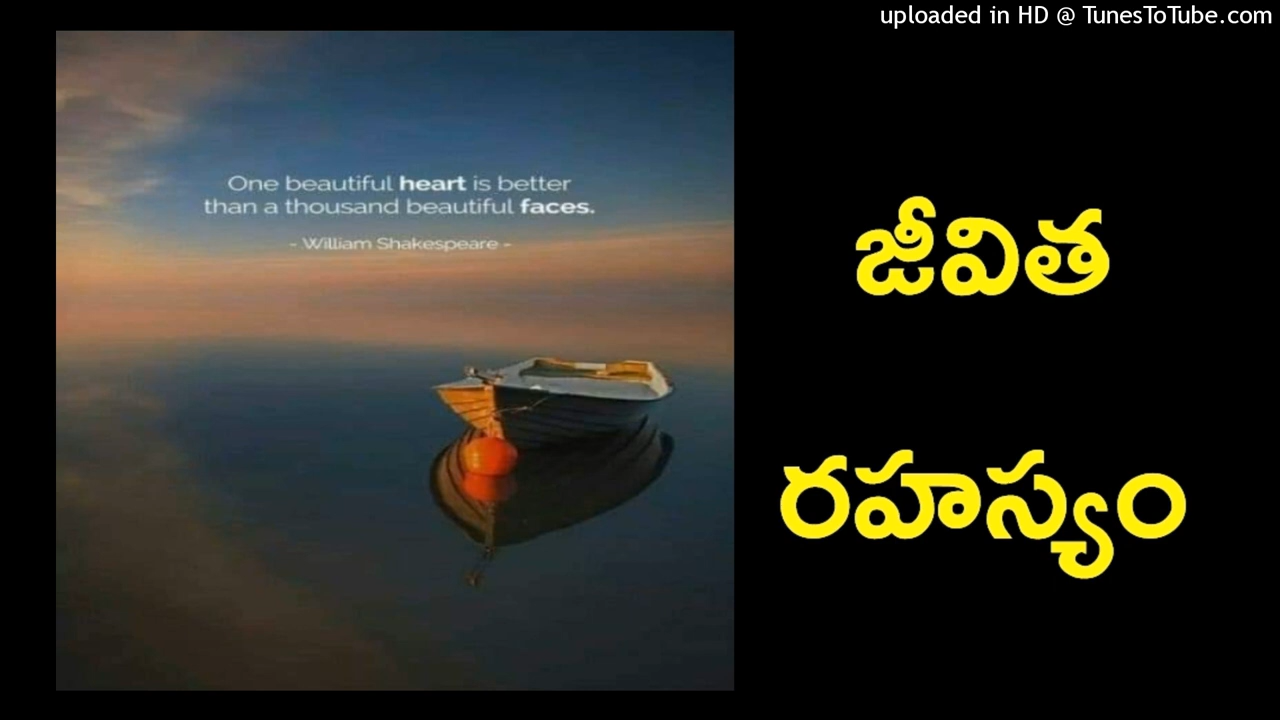 uploaded in HD @ TunesToTube.com
One beautiful heart is better
than a thousand beautiful faces.
- William Shakespeare -
జీవిత
రహస్యం